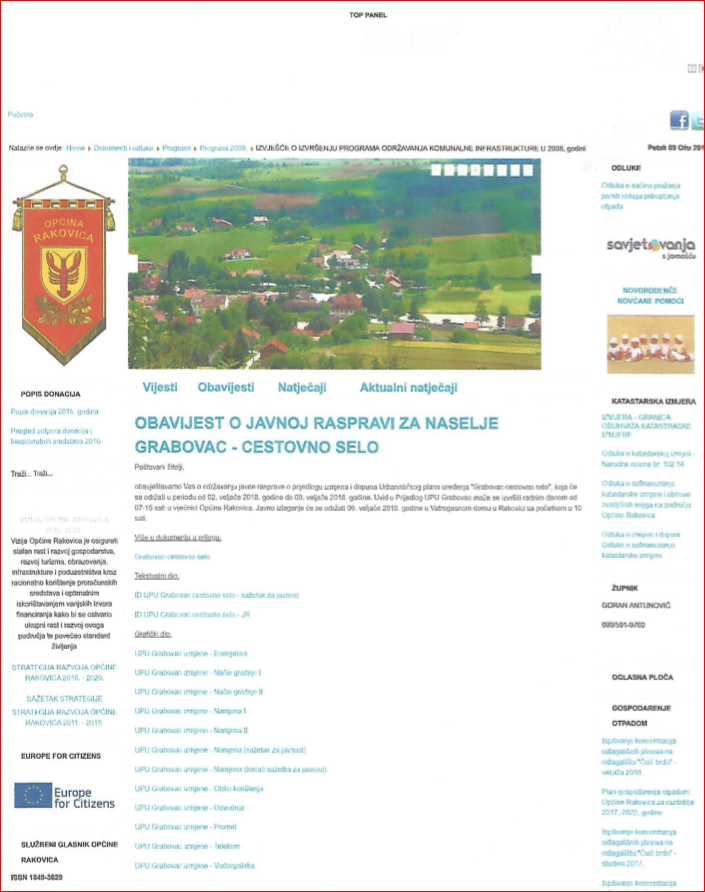 TOP PANEL
Početna
Nalazite se ovdje: Home Dokumenti i odluke Programi Programi 2009. IZVJEŠĆE O IZVRŠENJU PROGRAMA ODRŽAVANJA KOMUNALNE INFRASTRUKTURE U 2008. godini
Petak 09 Ožu 201
OPĆINA
RAKOVICA
POPIS DONACIJA
Popis donacija 2015. godina
Pregled potpora donacija i
bespovratnih sredstava 2016
Traži... Traži...
VIZIJA OPĆINE RAKOVICA
Vizija Općine Rakovica je osigurati
stalan rast i razvoj gospodarstva,
razvoj turizma, obrazovanja,
infrastrukture i poduzetništva kroz
racionalno korištenje proračunskih
sredstava i optimalnim
iskorištavanjem vanjskih izvora
financiranja kako bi se ostvario
ukupni rast i razvoj ovoga
područja te povećao standard
življenja
STRATEGIJA RAZVOJA OPĆINE
RAKOVICA 2016. - 2020.
SAŽETAK STRATEGIJE
STRATEGIJA RAZVOJA OPĆINE
RAKOVICA 2011. - 2015
EUROPE FOR CITIZENS
Europe
for Citizens
SLUŽBENI GLASNIK OPĆINE
RAKOVICA
ISSN 1849-3629
Vijesti Obavijesti Natječaji Aktualni natječaji
OBAVIJEST O JAVNOJ RASPRAVI ZA NASELJE
GRABOVAC - CESTOVNO SELO
Poštovani žitelji,
obavještavamo Vas o održavanju javne rasprave o prijedlogu izmjena i dopuna Urbanističkog plana uređenja "Grabovac-cestovno selo", koja će
se održati u periodu od 02. veljače 2018. godine do 09. veljače 2018. godine. Uvid u Prijedlog UPU Grabovac može se izvršiti radnim danom od
07-15 sati u vijećnici Općine Rakovica. Javno izlaganje će se održati 06. veljače 2018. godine u Vatrogasnom domu u Rakovici sa početkom u 10
sati.
Više u dokumentu u prilogu.
Grabovac-cestovno selo
Tekstualni dio.
ID UPU Grabovac cestovno selo - sažetak za javnost
ID UPU Grabovac cestovno selo - JR
Grafički dio.
UPU Grabovac izmjene - Energetika
UPU Grabovac izmjene - Način gradnje I
UPU Grabovac izmjene - Način gradnje II
UPU Grabovac izmjene - Namjena I
UPU Grabovac izmjene - Namjena II
UPU Grabovac izmjene - Namjena (sažetak za javnost)
UPU Grabovac izmjene - Namjena (tumač sažetka za javnost)
UPU Grabovac izmjene - Oblici korištenja
UPU Grabovac izmjene - Odvodnja
UPU Grabovac izmjene - Promet
UPU Grabovac izmjene - Telekom
UPU Grabovac izmjene - Vodoopskrba
ODLUKE
Odluka o načinu pružanja
javnih usluga prikupljanja
otpada
savjetovanja
s javnošću
NOVOROĐENČE
NOVČANE POMOĆI
KATASTARSKA IZMJERA
IZMJERA - GRANICA
OBUHVATA KATASTRASKE
IZMJERE
Odluka o katastarskoj izmjeri -
Narodne novine br. 102 14
Odluka o sufinanciranju
katastarske izmjere i obnove
zemljišnih knjiga na području
Općine Rakovica
Odluka o izmjeni i dopuni
Odluke o sufinanciranju
katastarske izmjere
ŽUPNIK
GORAN ANTUNOVIĆ
099/591-9760
OGLASNA PLOČA
GOSPODARENJE
OTPADOM
Ispitivanje koncentracija
odlagališnih plinova na
odlagalištu "Čuić brdo" -
veljača 2018.
Plan gospodarenja otpadom
Općine Rakovica za razdoblje
2017.-2022. godine
Ispitivanje koncentracija
odlagališnih plinova na
odlagalištu "Čuić brdo" -
studeni 2017.
Ispitivanje koncentracija